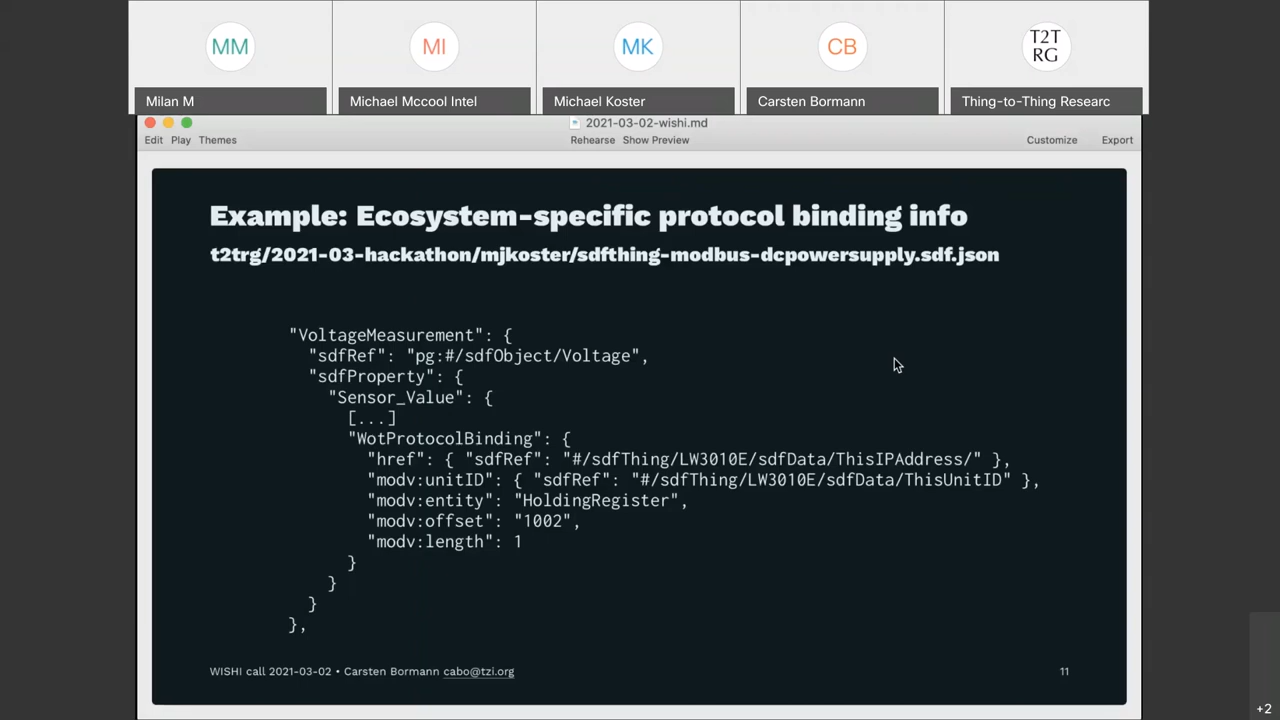 MM
MI
MK
CB
T2T
RG
Milan M
Michael Mccool Intel
Michael Koster
Carsten Bormann
Thing-to-Thing Researc
2021-03-02-wishi.md
Edit Play Themes
Rehearse Show Preview
Customize Export
Example: Ecosystem-specific protocol binding info
t2trg/2021-03-hackathon/mjkoster/sdfthing-modbus-dcpowersupply.sdf.json
"VoltageMeasurement": {
"sdfRef": "pg:#/sdfObject/Voltage",
"sdfProperty": {
"Sensor_Value": {
[...]
"WotProtocolBinding": {
"href": { "sdfRef": "#/sdfThing/LW3010E/sdfData/ThisIPAddress/" },
"modv:unitID": { "sdfRef": "#/sdfThing/LW3010E/sdfData/ThisUnitID" },
"modv:entity": "HoldingRegister",
"modv:offset": "1002",
"modv:length": 1
}
}
}
},
WISHI call 2021-03-02 • Carsten Bormann cabo@tzi.org
11
+2